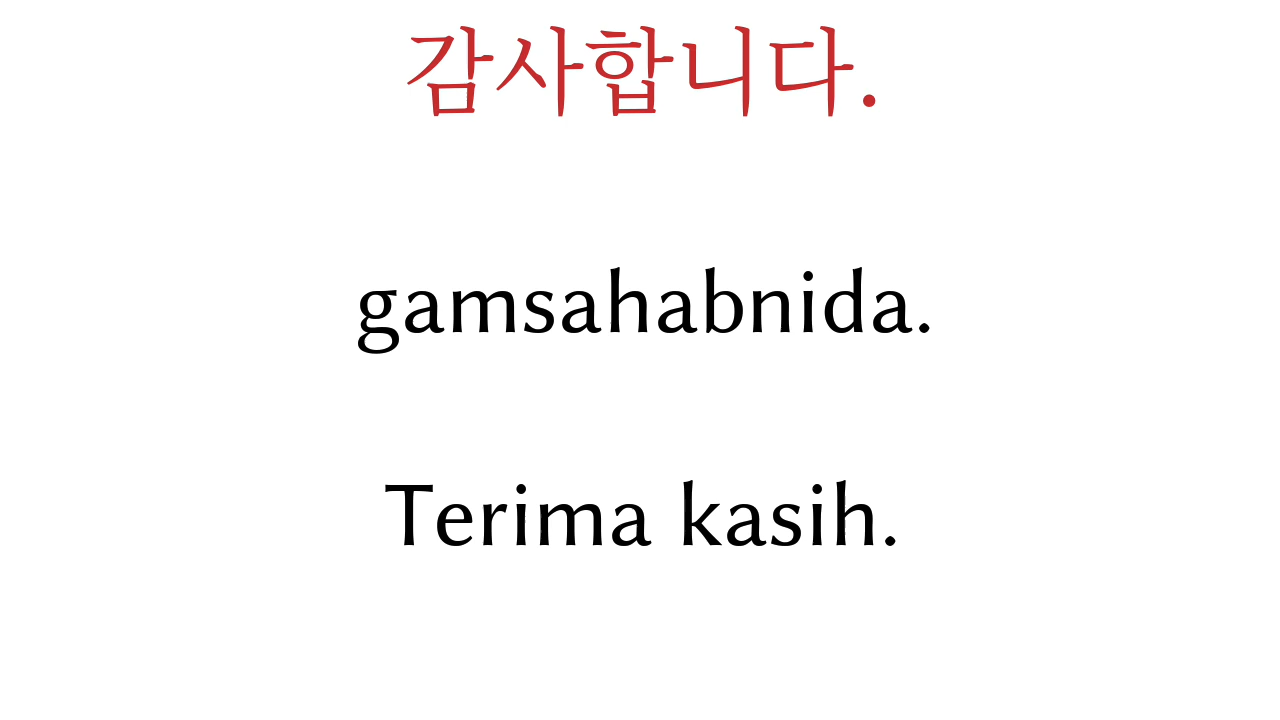 감사합니다.
gamsahabnida.
Terima kasih.